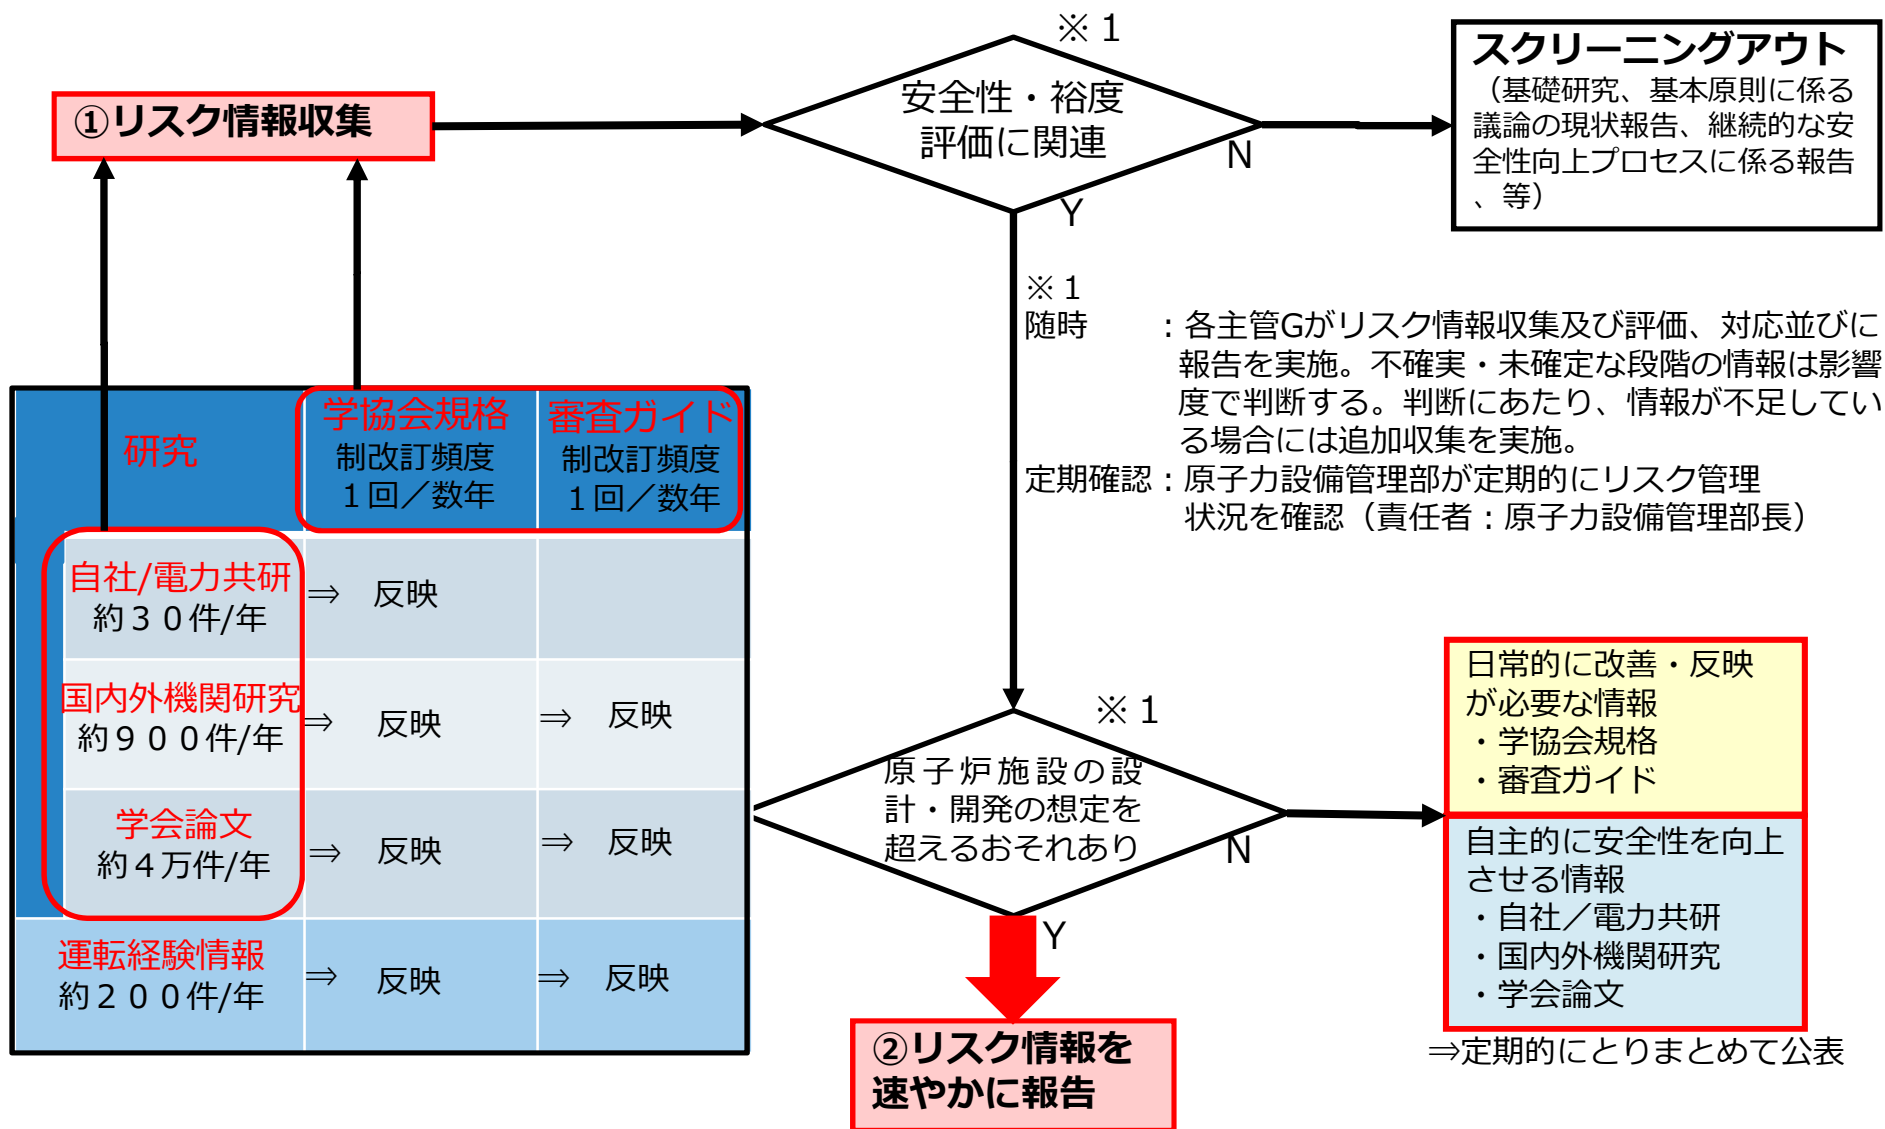 ①リスク情報収集
※１
安全性・裕度
評価に関連
N
Y
スクリーニングアウト
（基礎研究、基本原則に係る
議論の現状報告、継続的な安
全性向上プロセスに係る報告
、等）
※１
随時　　：各主管Gがリスク情報収集及び評価、対応並びに
報告を実施。不確実・未確定な段階の情報は影響
度で判断する。判断にあたり、情報が不足してい
る場合には追加収集を実施。
定期確認：原子力設備管理部が定期的にリスク管理
状況を確認（責任者：原子力設備管理部長）
研究
学協会規格
制改訂頻度
１回／数年
審査ガイド
制改訂頻度
１回／数年
自社/電力共研
約３０件/年
⇒　反映
国内外機関研究
約９００件/年
⇒　反映
⇒　反映
学会論文
約４万件/年
⇒　反映
⇒　反映
運転経験情報
約２００件/年
⇒　反映
⇒　反映
※１
原子炉施設の設
計・開発の想定を
超えるおそれあり
N
Y
②リスク情報を
速やかに報告
日常的に改善・反映
が必要な情報
・学協会規格
・審査ガイド
自主的に安全性を向上
させる情報
・自社／電力共研
・国内外機関研究
・学会論文
⇒定期的にとりまとめて公表